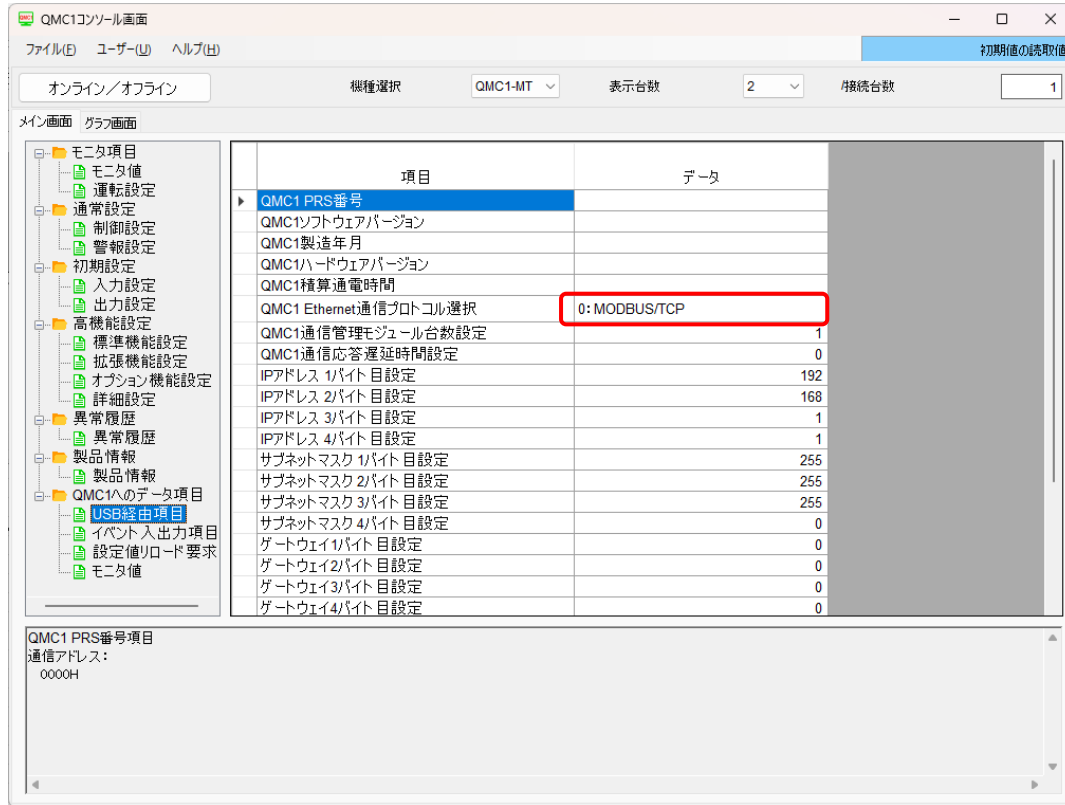 QMC1コンソール画面
ファイル(F) ユーザー(U) ヘルプ(H)
初期値の読取値
オンライン／オフライン 機種選択 QMC1-MT 表示台数 2 /接続台数 1
メイン画面 グラフ画面
モニタ項目
モニタ値
運転設定
通常設定
制御設定
警報設定
初期設定
入力設定
出力設定
高機能設定
標準機能設定
拡張機能設定
オプション機能設定
詳細設定
異常履歴
異常履歴
製品情報
製品情報
QMC1へのデータ項目
USB経由項目
イベント入出力項目
設定値リロード要求
モニタ値
項目 データ
QMC1 PRS番号
QMC1ソフトウェアバージョン
QMC1製造年月
QMC1ハードウェアバージョン
QMC1積算通電時間
QMC1 Ethernet通信プロトコル選択 0: MODBUS/TCP
QMC1通信管理モジュール台数設定 1
QMC1通信応答遅延時間設定 0
IPアドレス 1バイト目設定 192
IPアドレス 2バイト目設定 168
IPアドレス 3バイト目設定 1
IPアドレス 4バイト目設定 1
サブネットマスク 1バイト目設定 255
サブネットマスク 2バイト目設定 255
サブネットマスク 3バイト目設定 255
サブネットマスク 4バイト目設定 0
ゲートウェイ1バイト目設定 0
ゲートウェイ2バイト目設定 0
ゲートウェイ3バイト目設定 0
ゲートウェイ4バイト目設定 0
QMC1 PRS番号項目
通信アドレス：
0000H